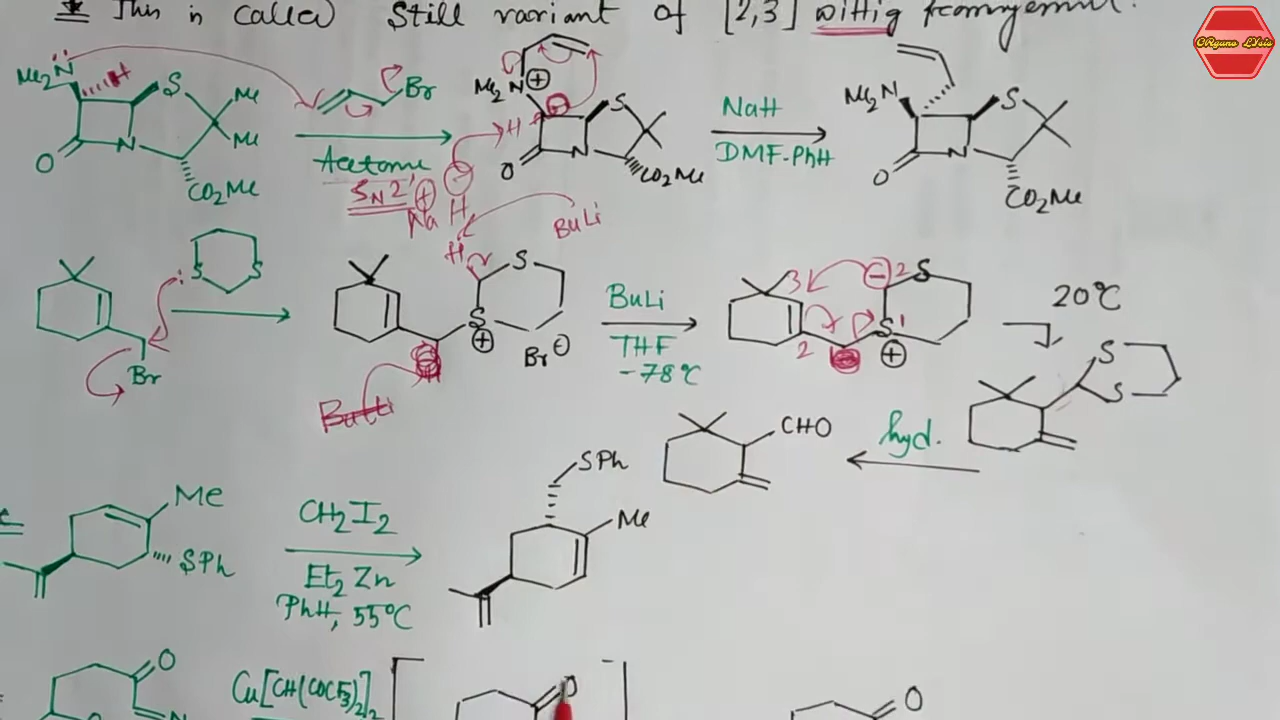 * This is called Still variant of [2,3] wittig
ORgano LYsis
Me2N̈ H S Me Me N O CO2Me
Br
Acetone
SN2'
⊕ Na ⊖ H
Me2N ⊕ ⊖ H S N O CO2Me
NaH
DMF-PhH
Me2N S N O CO2Me
BuLi
S S
Br
H S S ⊕ Br⊖
BuLi
THF
-78°C
3 ⊖ 2 S S 1 ⊕ 2
20°C
S S
hyd.
CHO
Me
SPh
CH2I2
Et2Zn
PhH, 55°C
SPh
Me
O
Cu[CH(COCF3)2]2
O
O